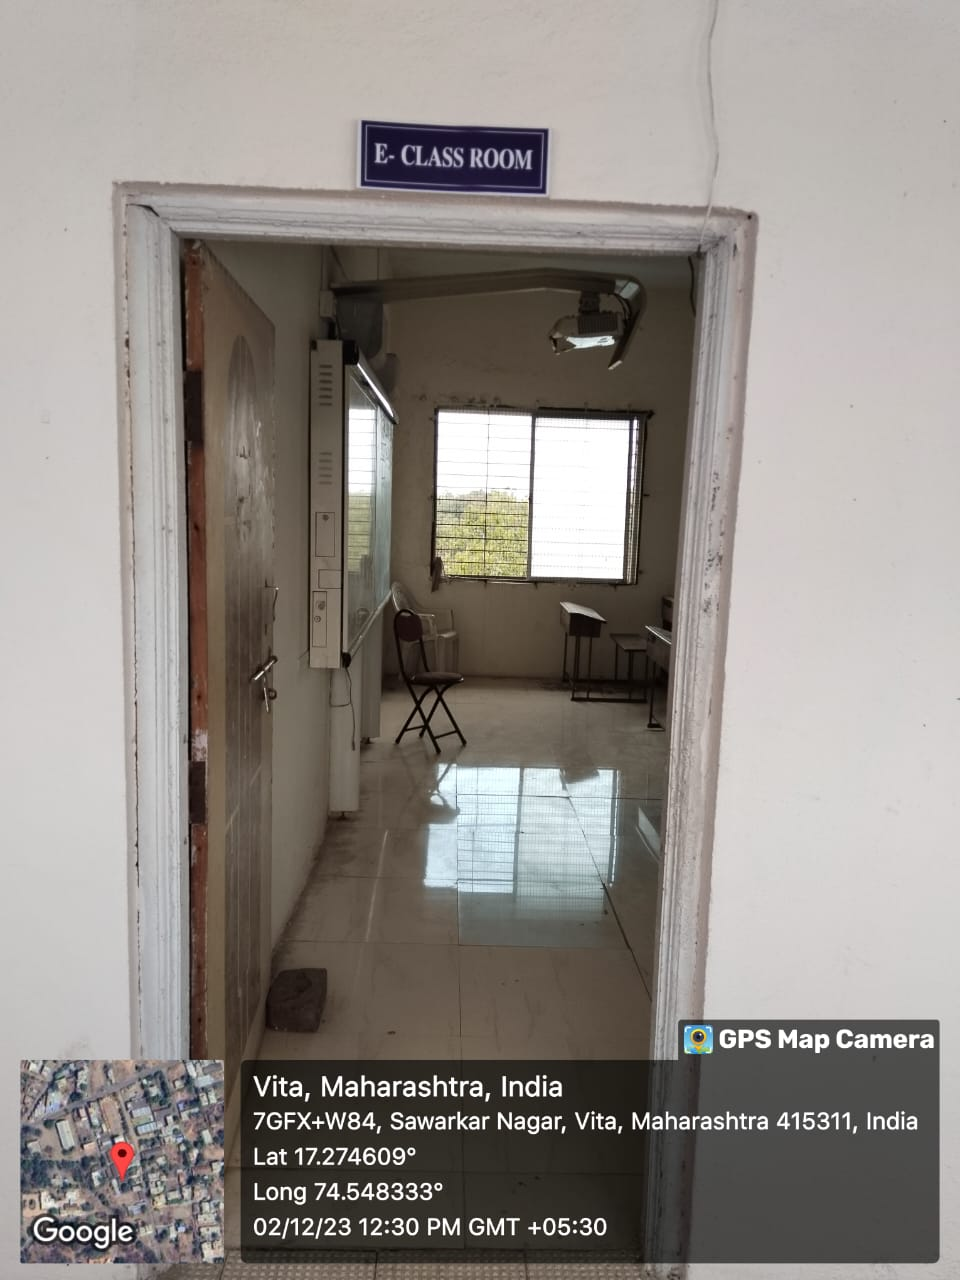 E- CLASS ROOM
GPS Map Camera
Vita, Maharashtra, India
7GFX+W84, Sawarkar Nagar, Vita, Maharashtra 415311, India
Lat 17.274609°
Long 74.548333°
02/12/23 12:30 PM GMT +05:30
Google